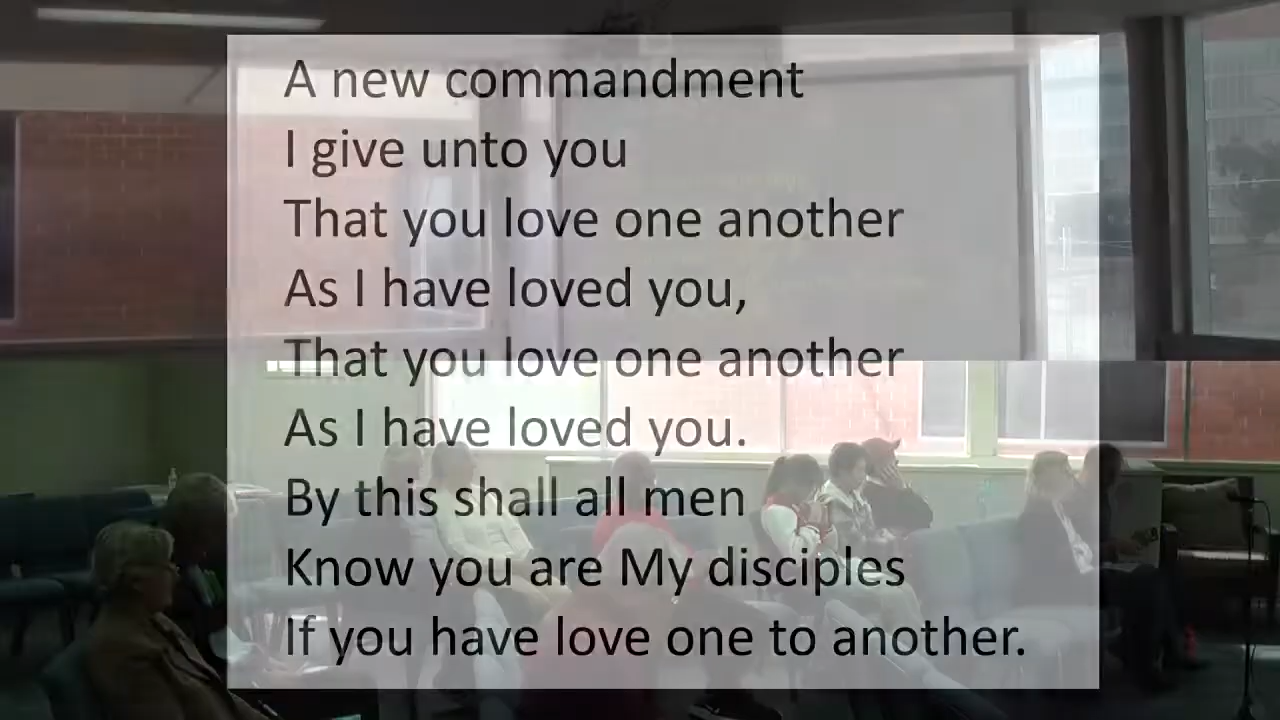 A new commandment
I give unto you
That you love one another
As I have loved you,
That you love one another
As I have loved you.
By this shall all men
Know you are My disciples
If you have love one to another.